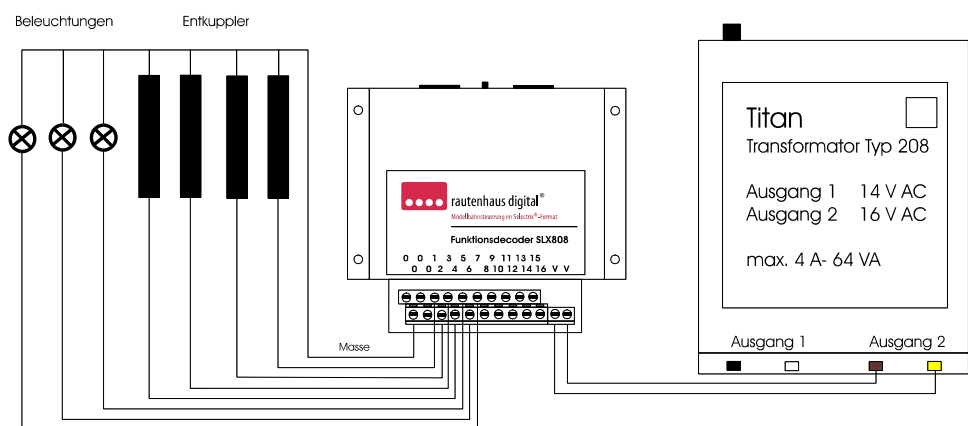 Beleuchtungen Entkuppler
rautenhaus digital®
Modellbahnsteuerung im Selectrix®-Format
Funktionsdecoder SLX808
0 0 1 3 5 7 9 11 13 15
0 0 2 4 6 8 10 12 14 16 V V
Masse
Titan
Transformator Typ 208
Ausgang 1 14 V AC
Ausgang 2 16 V AC
max. 4 A- 64 VA
Ausgang 1 Ausgang 2